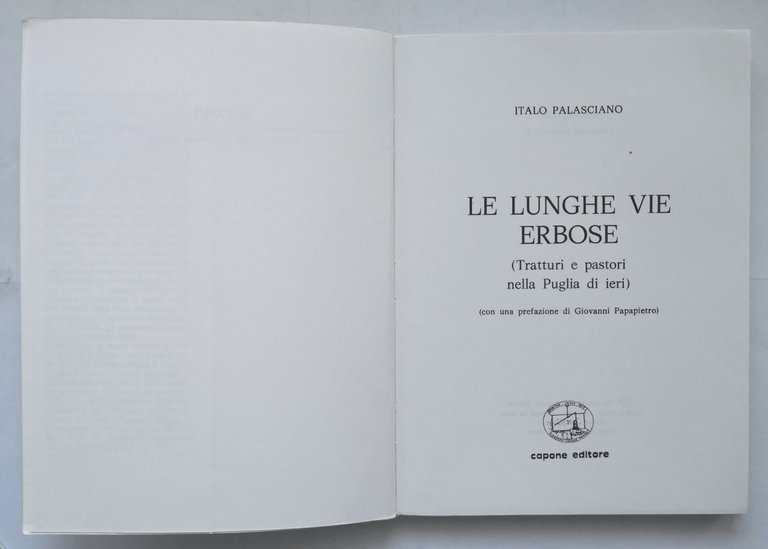 ITALO PALASCIANO
LE LUNGHE VIE
ERBOSE
(Tratturi e pastori
nella Puglia di ieri)
(con una prefazione di Giovanni Papapietro)
capone editore